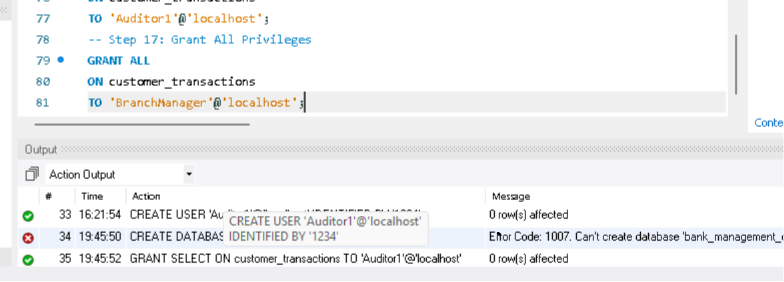 77 TO 'Auditor1'@'localhost';
78 -- Step 17: Grant All Privileges
79 GRANT ALL
80 ON customer_transactions
81 TO 'BranchManager'@'localhost';
Conte
Output
Action Output
# Time Action Message
33 16:21:54 CREATE USER 'Au 0 row(s) affected
CREATE USER 'Auditor1'@'localhost'
IDENTIFIED BY '1234'
34 19:45:50 CREATE DATABAS Error Code: 1007. Can't create database 'bank_management_
35 19:45:52 GRANT SELECT ON customer_transactions TO 'Auditor1'@'localhost' 0 row(s) affected